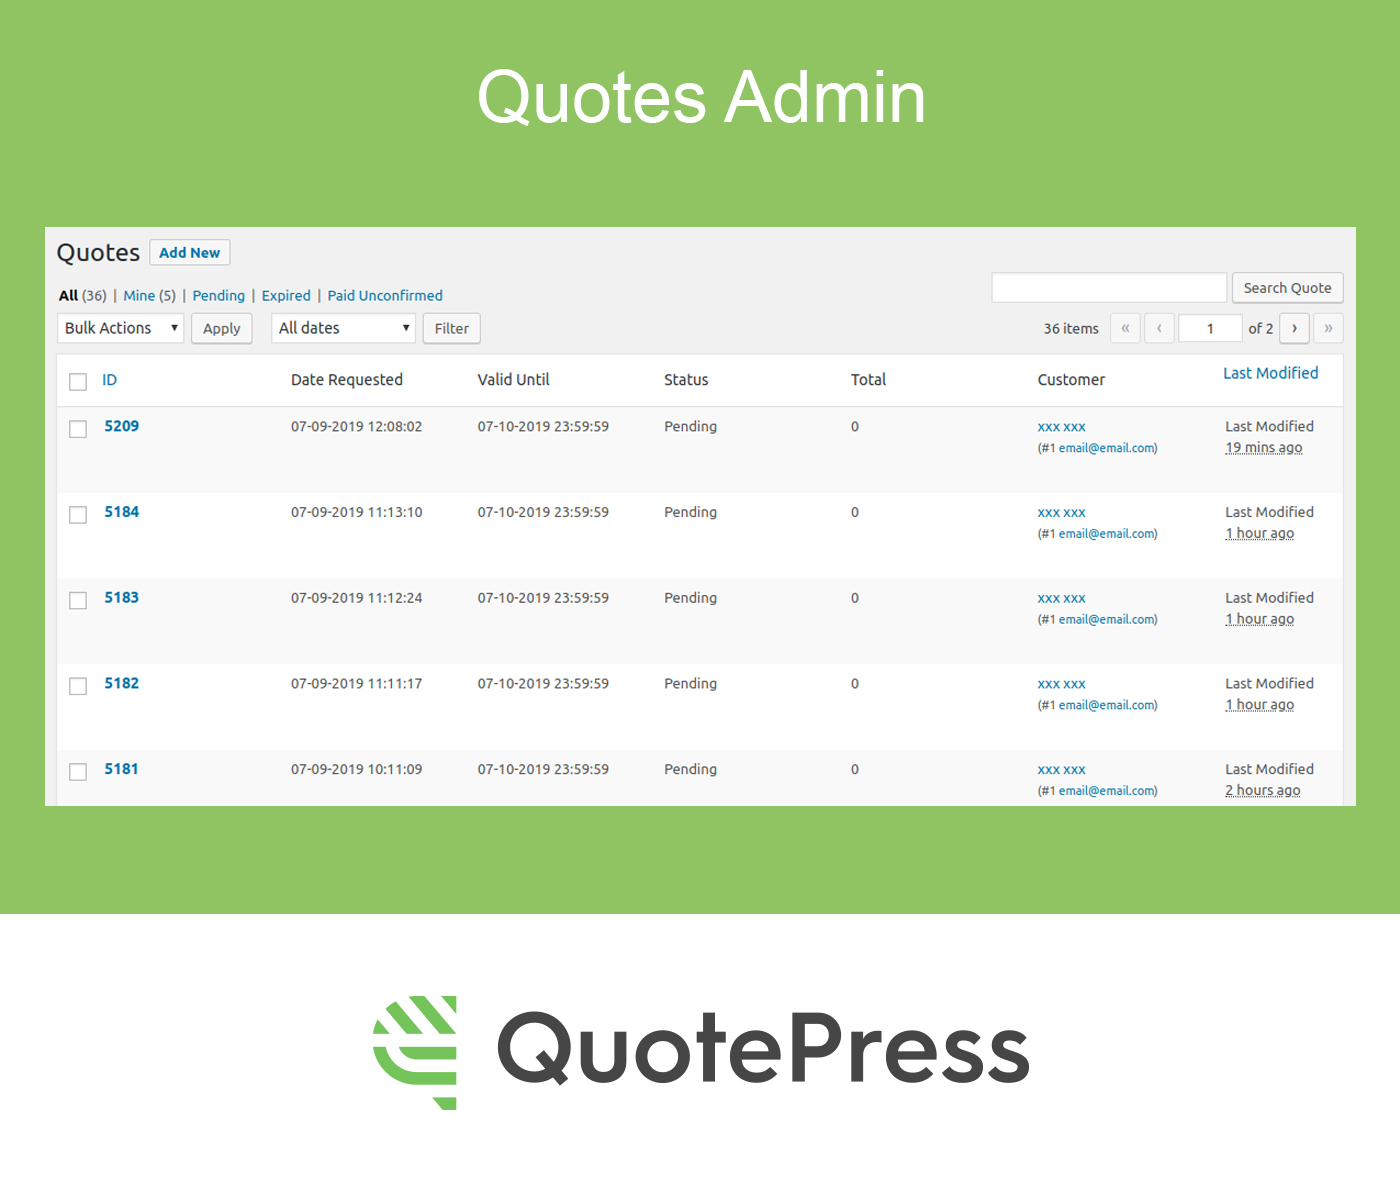 Quotes Admin
Quotes Add New
All (36) | Mine (5) | Pending | Expired | Paid Unconfirmed
Search Quote
Bulk Actions Apply All dates Filter 36 items « ‹ 1 of 2 › »
ID Date Requested Valid Until Status Total Customer Last Modified
5209 07-09-2019 12:08:02 07-10-2019 23:59:59 Pending 0 xxx xxx Last Modified
(#1 email@email.com) 19 mins ago
5184 07-09-2019 11:13:10 07-10-2019 23:59:59 Pending 0 xxx xxx Last Modified
(#1 email@email.com) 1 hour ago
5183 07-09-2019 11:12:24 07-10-2019 23:59:59 Pending 0 xxx xxx Last Modified
(#1 email@email.com) 1 hour ago
5182 07-09-2019 11:11:17 07-10-2019 23:59:59 Pending 0 xxx xxx Last Modified
(#1 email@email.com) 1 hour ago
5181 07-09-2019 10:11:09 07-10-2019 23:59:59 Pending 0 xxx xxx Last Modified
(#1 email@email.com) 2 hours ago
QuotePress